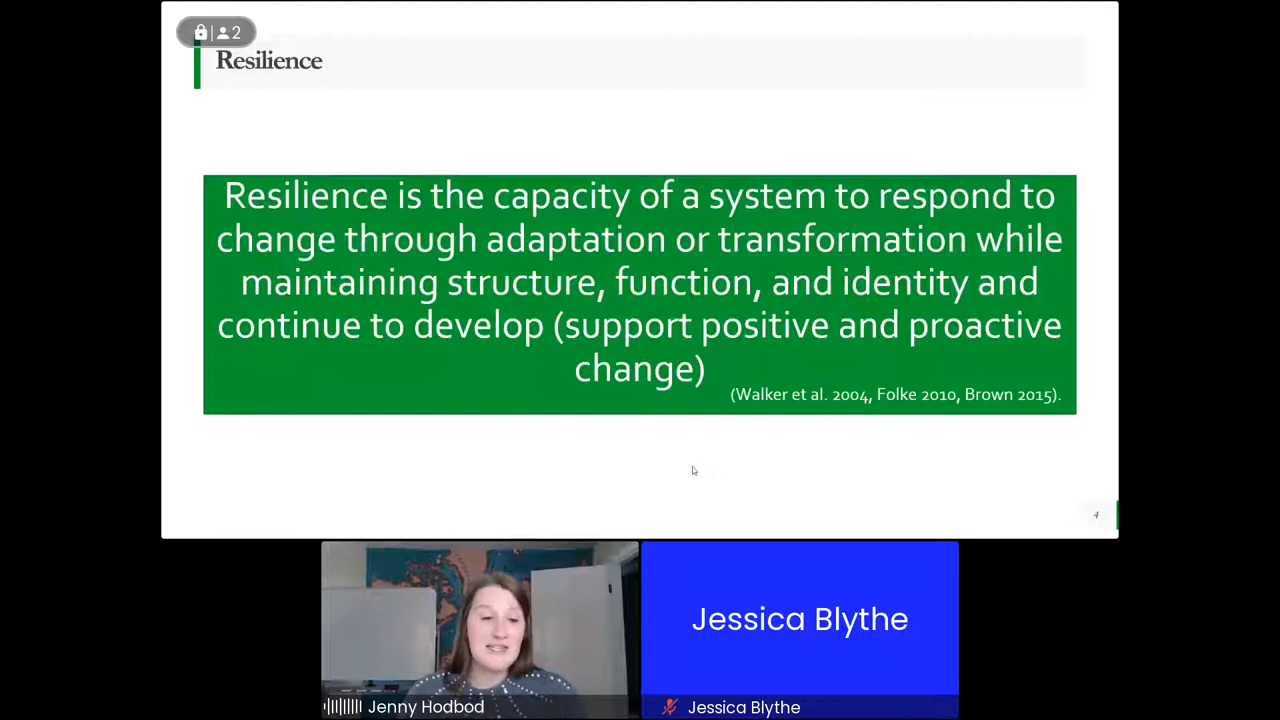 2
Resilience
Resilience is the capacity of a system to respond to
change through adaptation or transformation while
maintaining structure, function, and identity and
continue to develop (support positive and proactive
change)
(Walker et al. 2004, Folke 2010, Brown 2015).
4
Jessica Blythe
Jenny Hodbod
Jessica Blythe